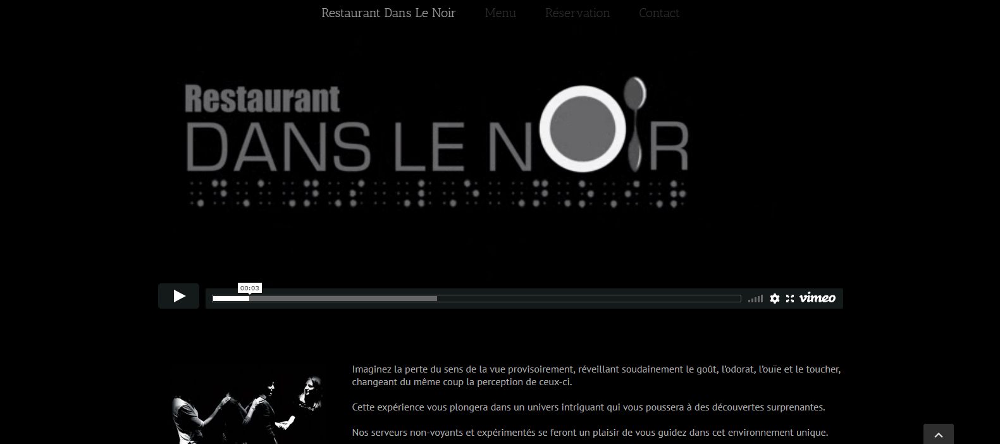 Restaurant Dans Le Noir Menu Réservation Contact
Restaurant
DANS LE NOIR
00:03
vimeo
Imaginez la perte du sens de la vue provisoirement, réveillant soudainement le goût, l'odorat, l'ouïe et le toucher,
changeant du même coup la perception de ceux-ci.
Cette expérience vous plongera dans un univers intriguant qui vous poussera à des découvertes surprenantes.
Nos serveurs non-voyants et expérimentés se feront un plaisir de vous guidez dans cet environnement unique.